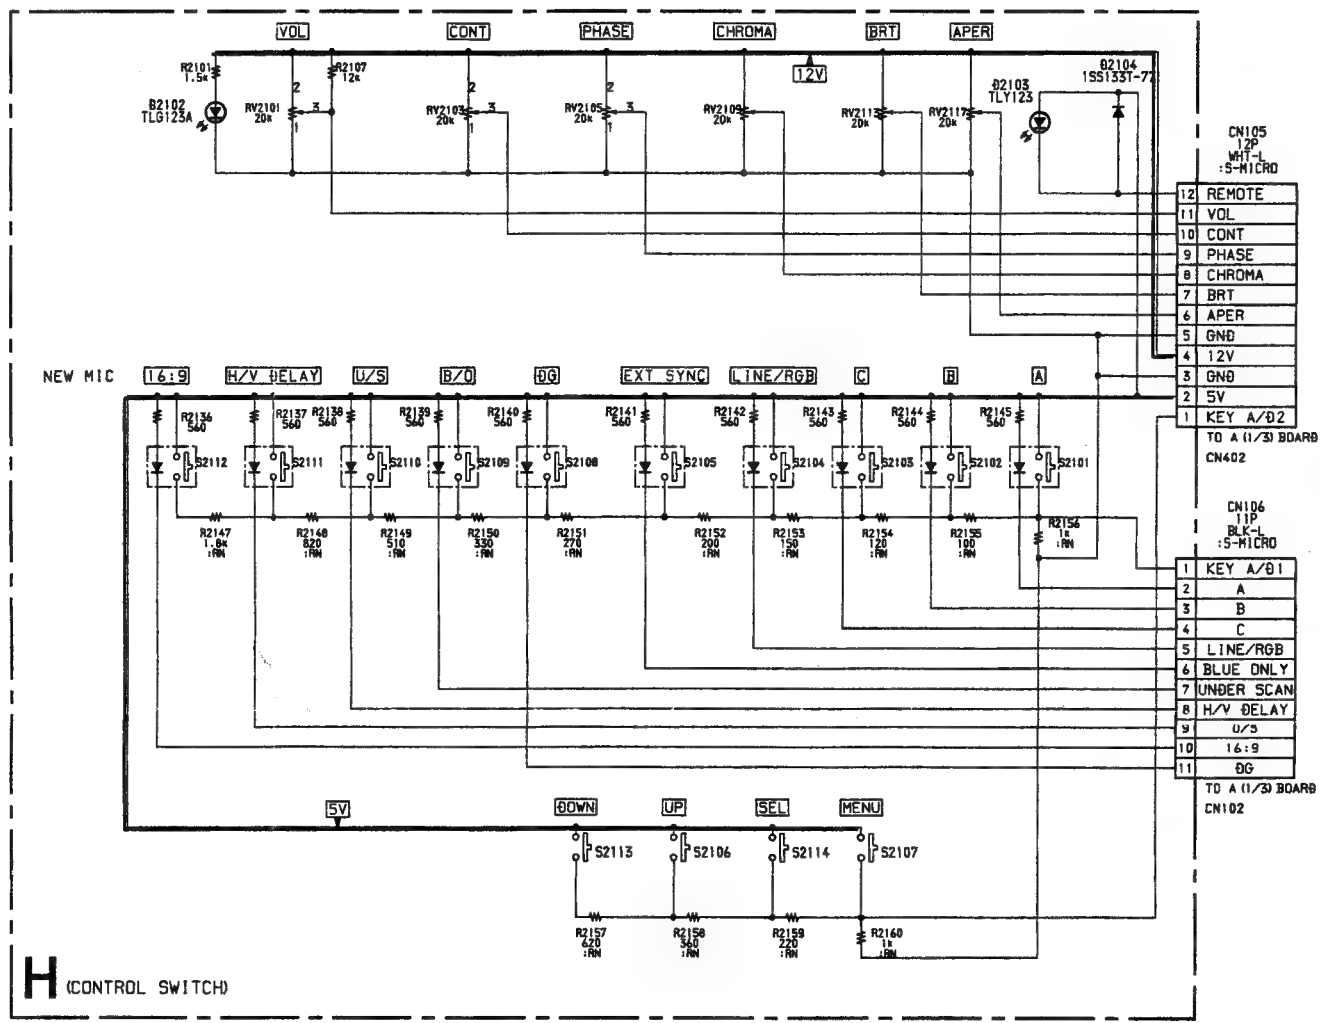 VOL CONT PHASE CHROMA BRT APER
12V
R2101
1.5k
R2107
12k
D2102
TLG123A
RV2101
20k
2
3
1
RV2103
20k
2
3
1
RV2105
20k
2
3
1
RV2109
20k
RV2113
20k
RV2117
20k
D2103
TLY123
D2104
1SS133T-77
CN105
12P
WHT-L
:S-MICRO
12 REMOTE
11 VOL
10 CONT
9 PHASE
8 CHROMA
7 BRT
6 APER
5 GND
4 12V
3 GND
2 5V
1 KEY A/D2
TO A (1/3) BOARD
CN402
NEW MIC
16:9 H/V DELAY U/S B/O DG EXT SYNC LINE/RGB C B A
R2136
560
R2137
560
R2138
560
R2139
560
R2140
560
R2141
560
R2142
560
R2143
560
R2144
560
R2145
560
S2112 S2111 S2110 S2109 S2108 S2105 S2104 S2103 S2102 S2101
R2147
1.8k
:RN
R2148
820
:RN
R2149
510
:RN
R2150
330
:RN
R2151
270
:RN
R2152
200
:RN
R2153
150
:RN
R2154
120
:RN
R2155
100
:RN
R2156
1k
:RN
CN106
11P
BLK-L
:S-MICRO
1 KEY A/D1
2 A
3 B
4 C
5 LINE/RGB
6 BLUE ONLY
7 UNDER SCAN
8 H/V DELAY
9 U/S
10 16:9
11 DG
TO A (1/3) BOARD
CN102
5V
DOWN UP SEL MENU
S2113 S2106 S2114 S2107
R2157
620
:RN
R2158
360
:RN
R2159
220
:RN
R2160
1k
:RN
H (CONTROL SWITCH)